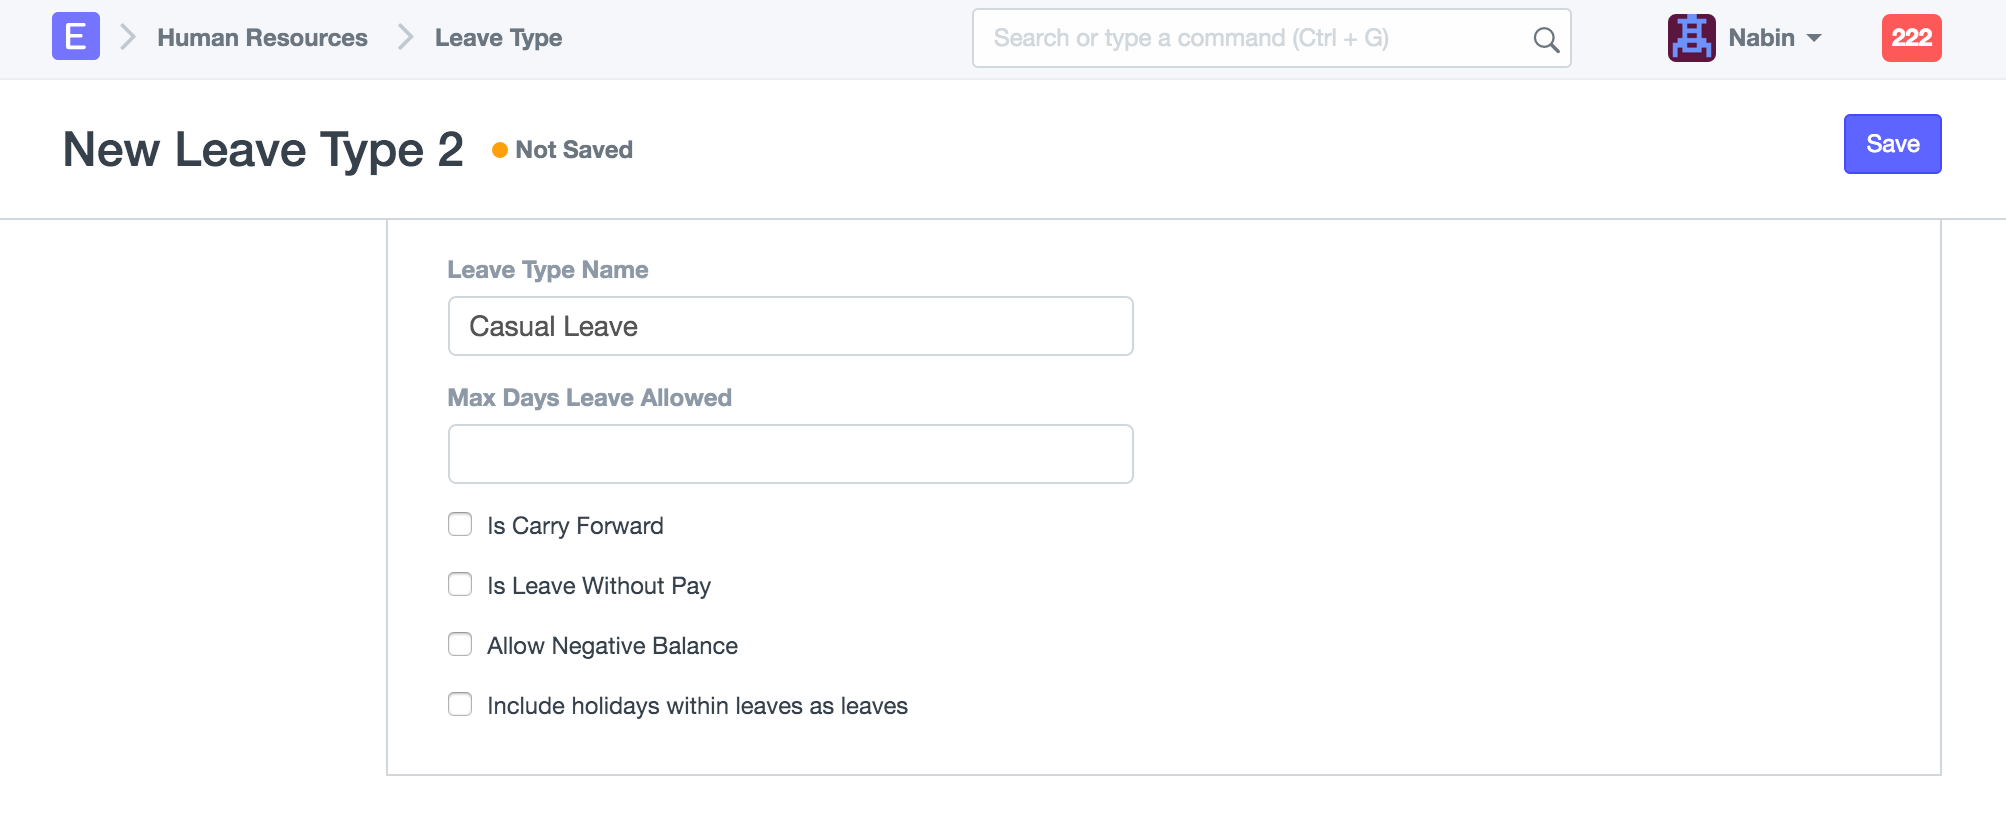 E Human Resources Leave Type Search or type a command (Ctrl + G) Nabin 222
New Leave Type 2 Not Saved Save
Leave Type Name
Casual Leave
Max Days Leave Allowed
Is Carry Forward
Is Leave Without Pay
Allow Negative Balance
Include holidays within leaves as leaves